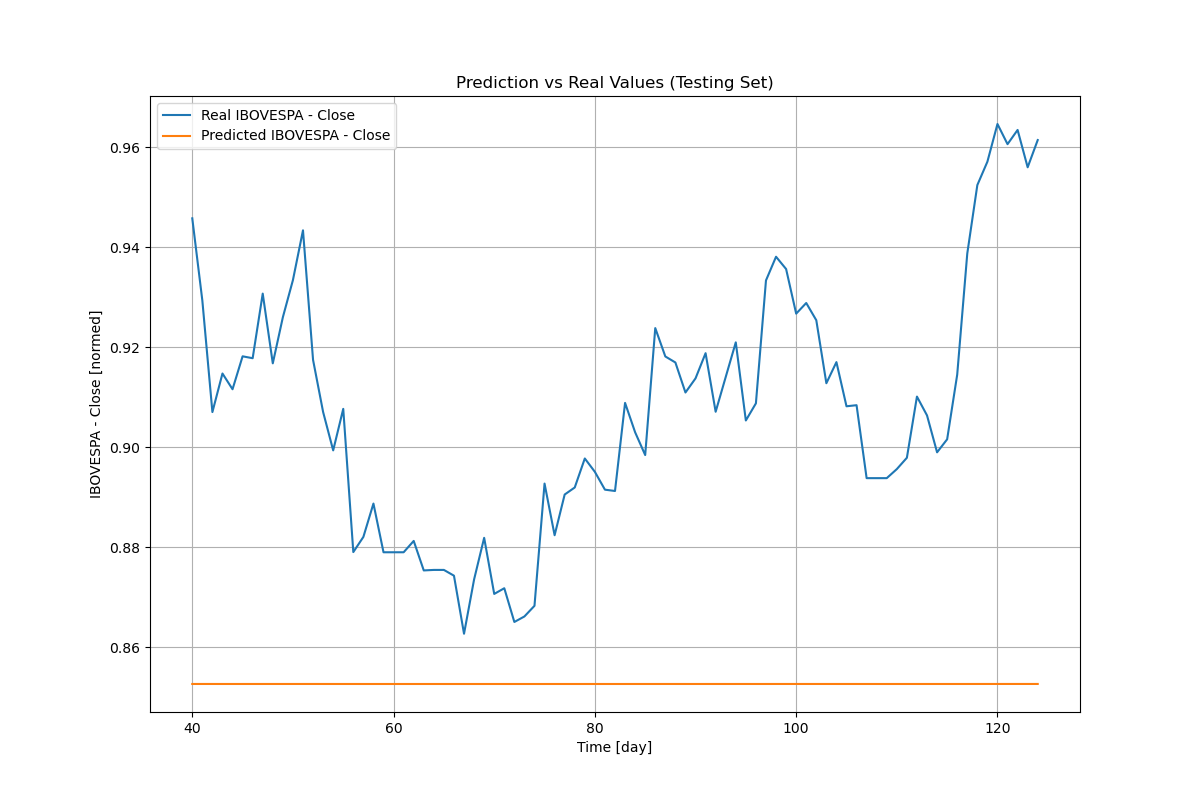 Prediction vs Real Values (Testing Set)
Real IBOVESPA - Close
Predicted IBOVESPA - Close
IBOVESPA - Close [normed]
0.96
0.94
0.92
0.90
0.88
0.86
40
60
80
100
120
Time [day]